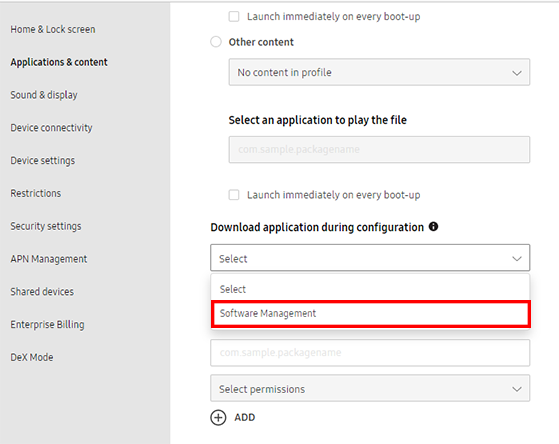 Home & Lock screen
Applications & content
Sound & display
Device connectivity
Device settings
Restrictions
Security settings
APN Management
Shared devices
Enterprise Billing
DeX Mode
Launch immediately on every boot-up
Other content
No content in profile
Select an application to play the file
com.sample.packagename
Launch immediately on every boot-up
Download application during configuration
Select
Select
Software Management
com.sample.packagename
Select permissions
ADD